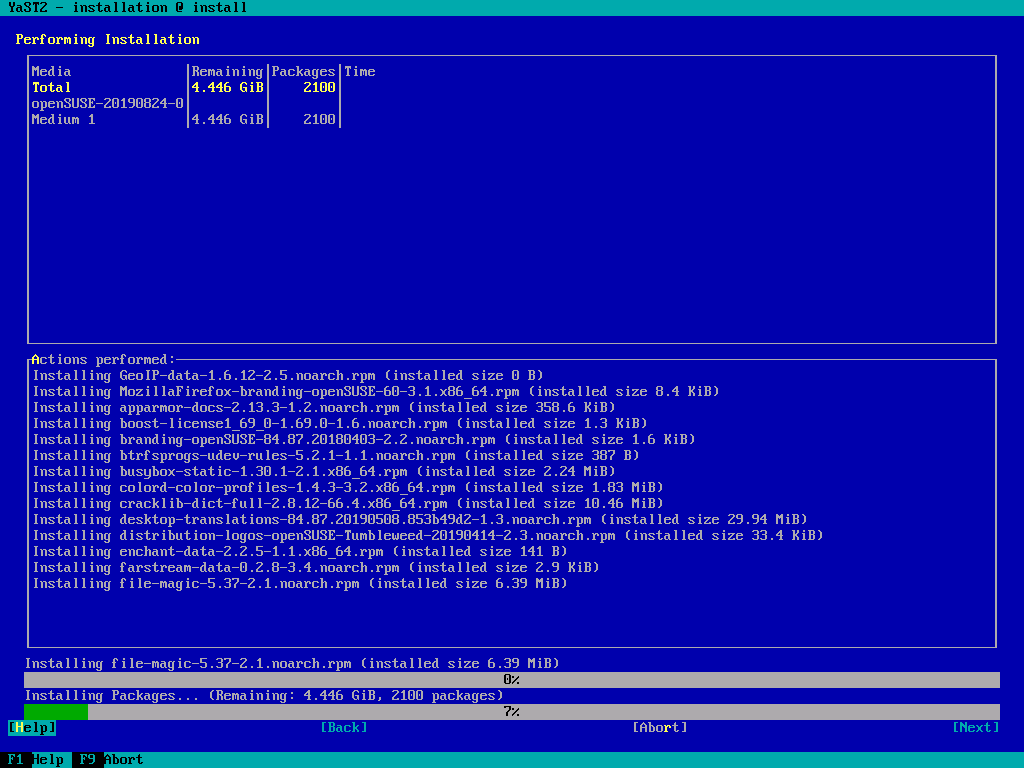 YaST2 - installation @ install
Performing Installation
Media |Remaining|Packages|Time
Total |4.446 GiB| 2100|
openSUSE-20190824-0
Medium 1 |4.446 GiB| 2100|
Actions performed:
Installing GeoIP-data-1.6.12-2.5.noarch.rpm (installed size 0 B)
Installing MozillaFirefox-branding-openSUSE-60-3.1.x86_64.rpm (installed size 8.4 KiB)
Installing apparmor-docs-2.13.3-1.2.noarch.rpm (installed size 358.6 KiB)
Installing boost-license1_69_0-1.69.0-1.6.noarch.rpm (installed size 1.3 KiB)
Installing branding-openSUSE-84.87.20180403-2.2.noarch.rpm (installed size 1.6 KiB)
Installing btrfsprogs-udev-rules-5.2.1-1.1.noarch.rpm (installed size 387 B)
Installing busybox-static-1.30.1-2.1.x86_64.rpm (installed size 2.24 MiB)
Installing colord-color-profiles-1.4.3-3.2.x86_64.rpm (installed size 1.83 MiB)
Installing cracklib-dict-full-2.8.12-66.4.x86_64.rpm (installed size 10.46 MiB)
Installing desktop-translations-84.87.20190508.853b49d2-1.3.noarch.rpm (installed size 29.94 MiB)
Installing distribution-logos-openSUSE-Tumbleweed-20190414-2.3.noarch.rpm (installed size 33.4 KiB)
Installing enchant-data-2.2.5-1.1.x86_64.rpm (installed size 141 B)
Installing farstream-data-0.2.8-3.4.noarch.rpm (installed size 2.9 KiB)
Installing file-magic-5.37-2.1.noarch.rpm (installed size 6.39 MiB)
Installing file-magic-5.37-2.1.noarch.rpm (installed size 6.39 MiB)
0%
Installing Packages... (Remaining: 4.446 GiB, 2100 packages)
7%
[Help] [Back] [Abort] [Next]
F1 Help F9 Abort